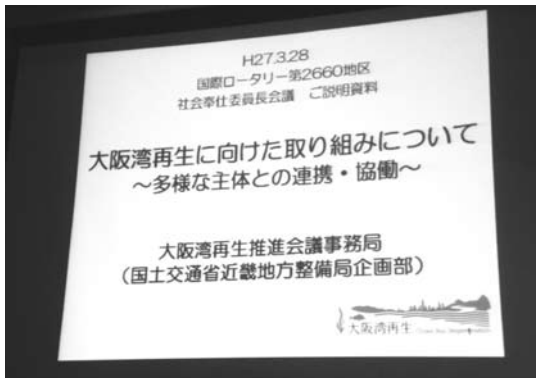 H27.3.28
国際ロータリー第2660地区
社会奉仕委員長会議　ご説明資料
大阪湾再生に向けた取り組みについて
～多様な主体との連携・協働～
大阪湾再生推進会議事務局
（国土交通省近畿地方整備局企画部）
大阪湾再生